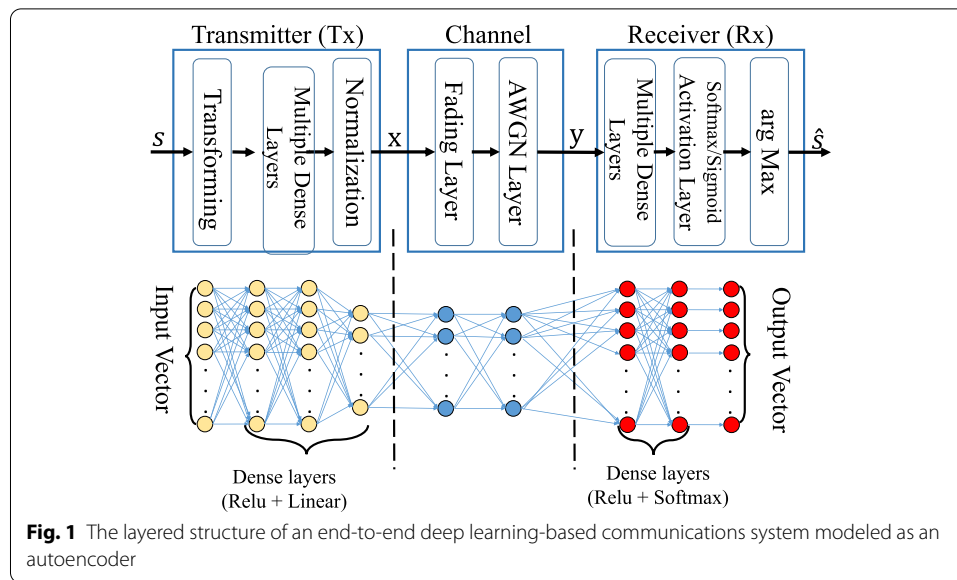 Transmitter (Tx)
Channel
Receiver (Rx)
s
Transforming
Multiple Dense
Layers
Normalization
x
Fading Layer
AWGN Layer
y
Multiple Dense
Layers
Softmax/Sigmoid
Activation Layer
arg Max
ŝ
Input Vector
Output Vector
Dense layers
(Relu + Linear)
Dense layers
(Relu + Softmax)
Fig. 1 The layered structure of an end-to-end deep learning-based communications system modeled as an
autoencoder